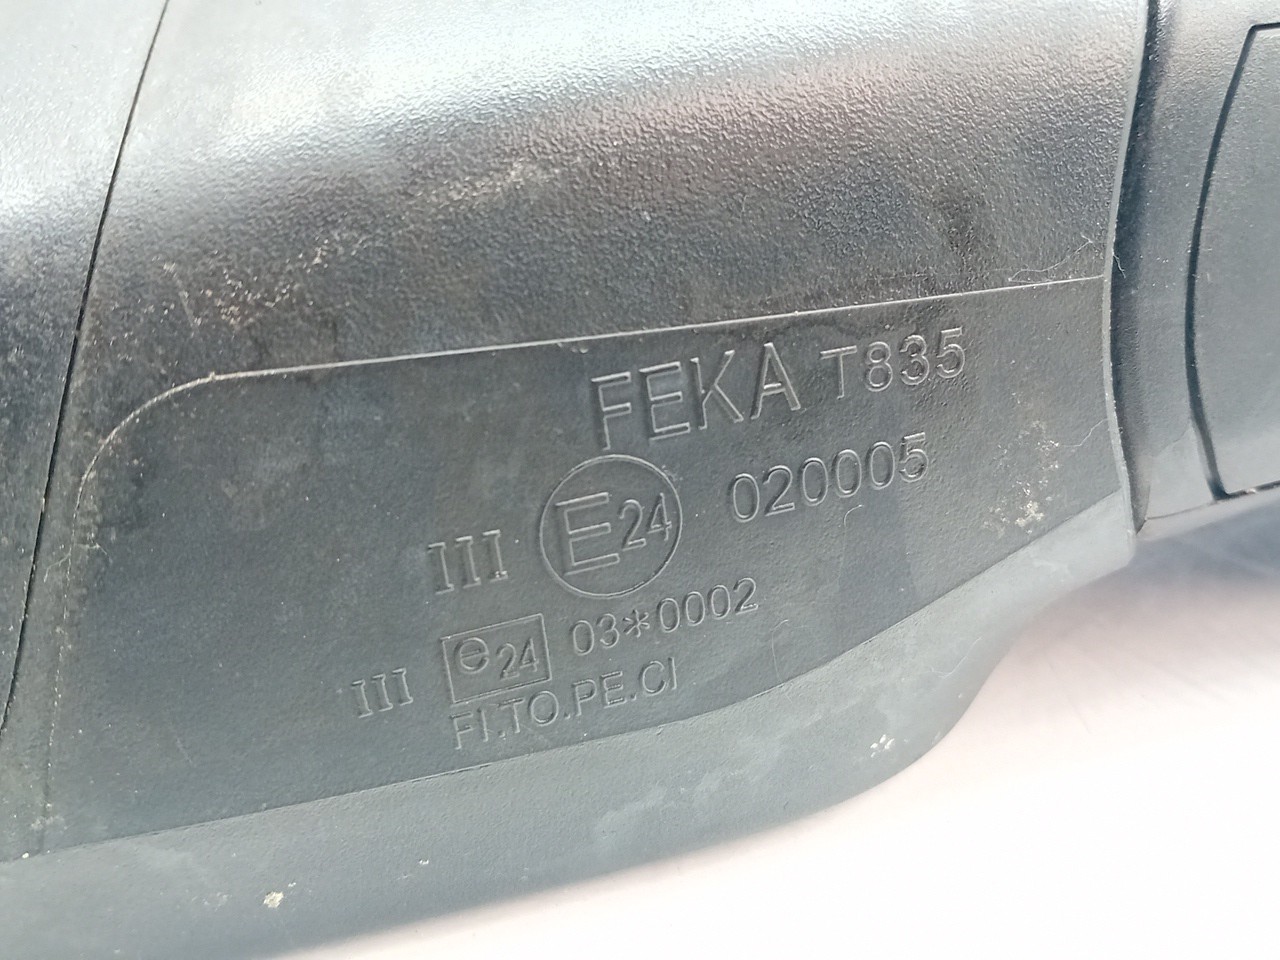 FEKA T835
III E24 020005
III e24 03*0002
FI.TO.PE.CI